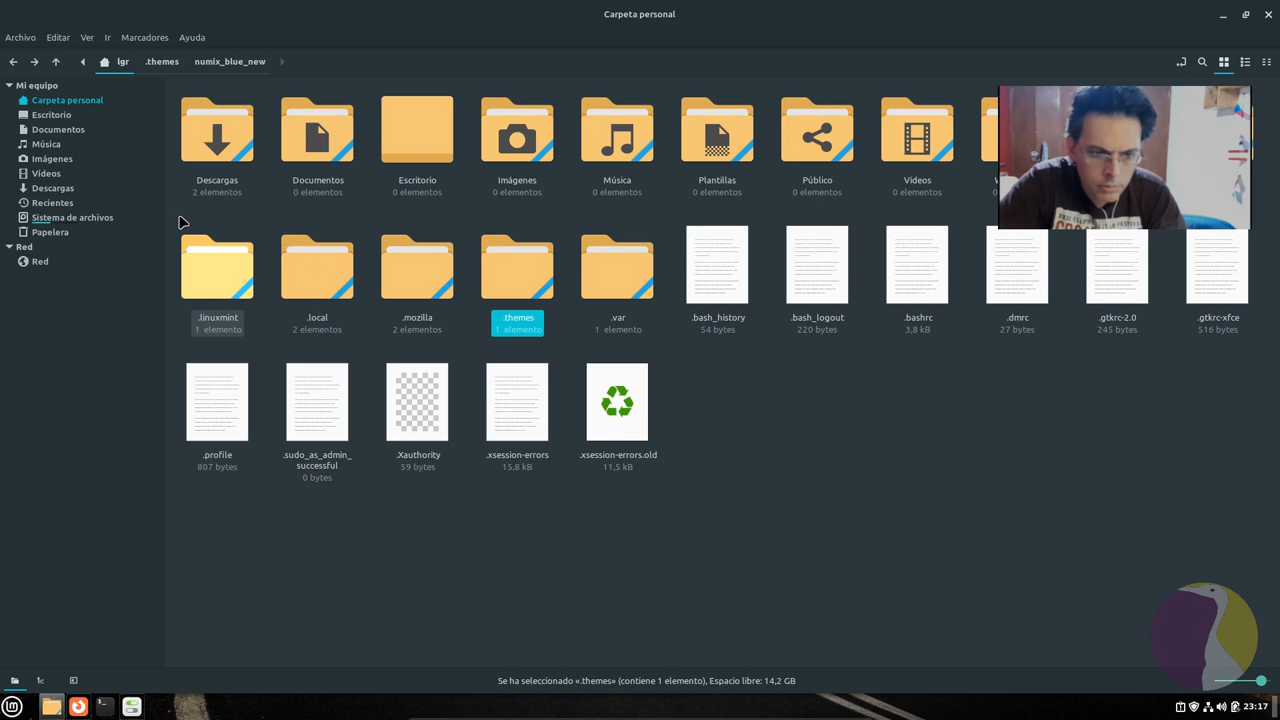 Carpeta personal
Archivo Editar Ver Ir Marcadores Ayuda
lgr .themes numix_blue_new
Mi equipo
Carpeta personal
Escritorio
Documentos
Música
Imágenes
Vídeos
Descargas
Recientes
Sistema de archivos
Papelera
Red
Red
Descargas Documentos Escritorio Imágenes Música Plantillas Público Vídeos
2 elementos 0 elementos 0 elementos 0 elementos 0 elementos 0 elementos 0 elementos 0 elementos
.linuxmint .local .mozilla .themes .var .bash_history .bash_logout .bashrc .dmrc .gtkrc-2.0 .gtkrc-xfce
1 elemento 2 elementos 2 elementos 1 elemento 1 elemento 54 bytes 220 bytes 3,8 kB 27 bytes 245 bytes 516 bytes
.profile .sudo_as_admin_ .Xauthority .xsession-errors .xsession-errors.old
807 bytes successful 59 bytes 15,8 kB 11,5 kB
0 bytes
Se ha seleccionado «.themes» (contiene 1 elemento), Espacio libre: 14,2 GB
23:17